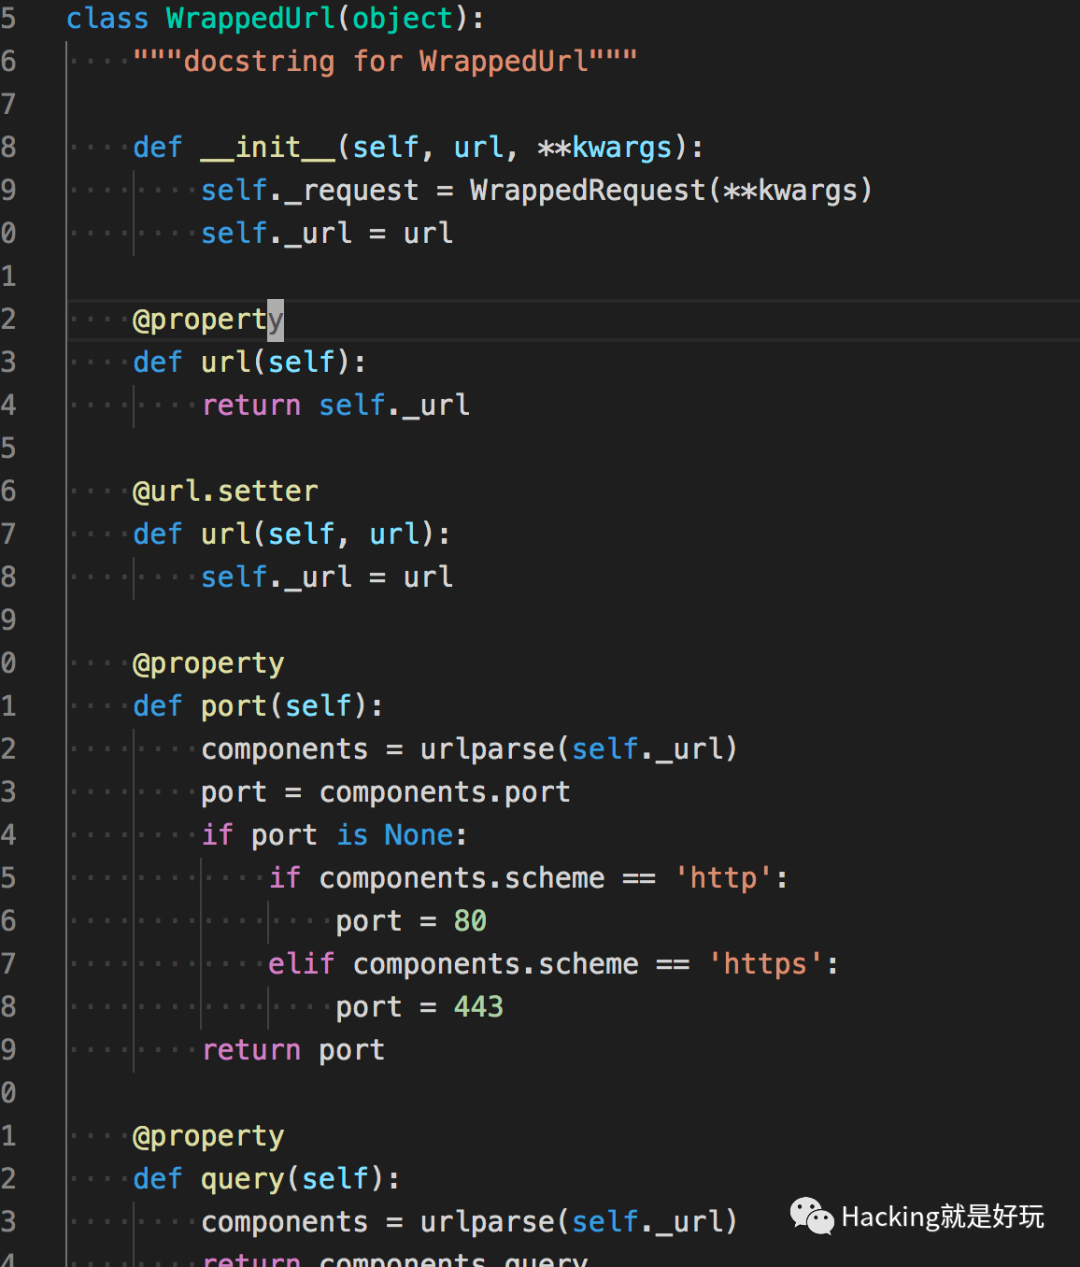 5 class WrappedUrl(object):
6     """docstring for WrappedUrl"""
7
8     def __init__(self, url, **kwargs):
9         self._request = WrappedRequest(**kwargs)
0         self._url = url
1
2     @property
3     def url(self):
4         return self._url
5
6     @url.setter
7     def url(self, url):
8         self._url = url
9
0     @property
1     def port(self):
2         components = urlparse(self._url)
3         port = components.port
4         if port is None:
5             if components.scheme == 'http':
6                 port = 80
7             elif components.scheme == 'https':
8                 port = 443
9         return port
0
1     @property
2     def query(self):
3         components = urlparse(self._url)
4         return components.query
Hacking就是好玩